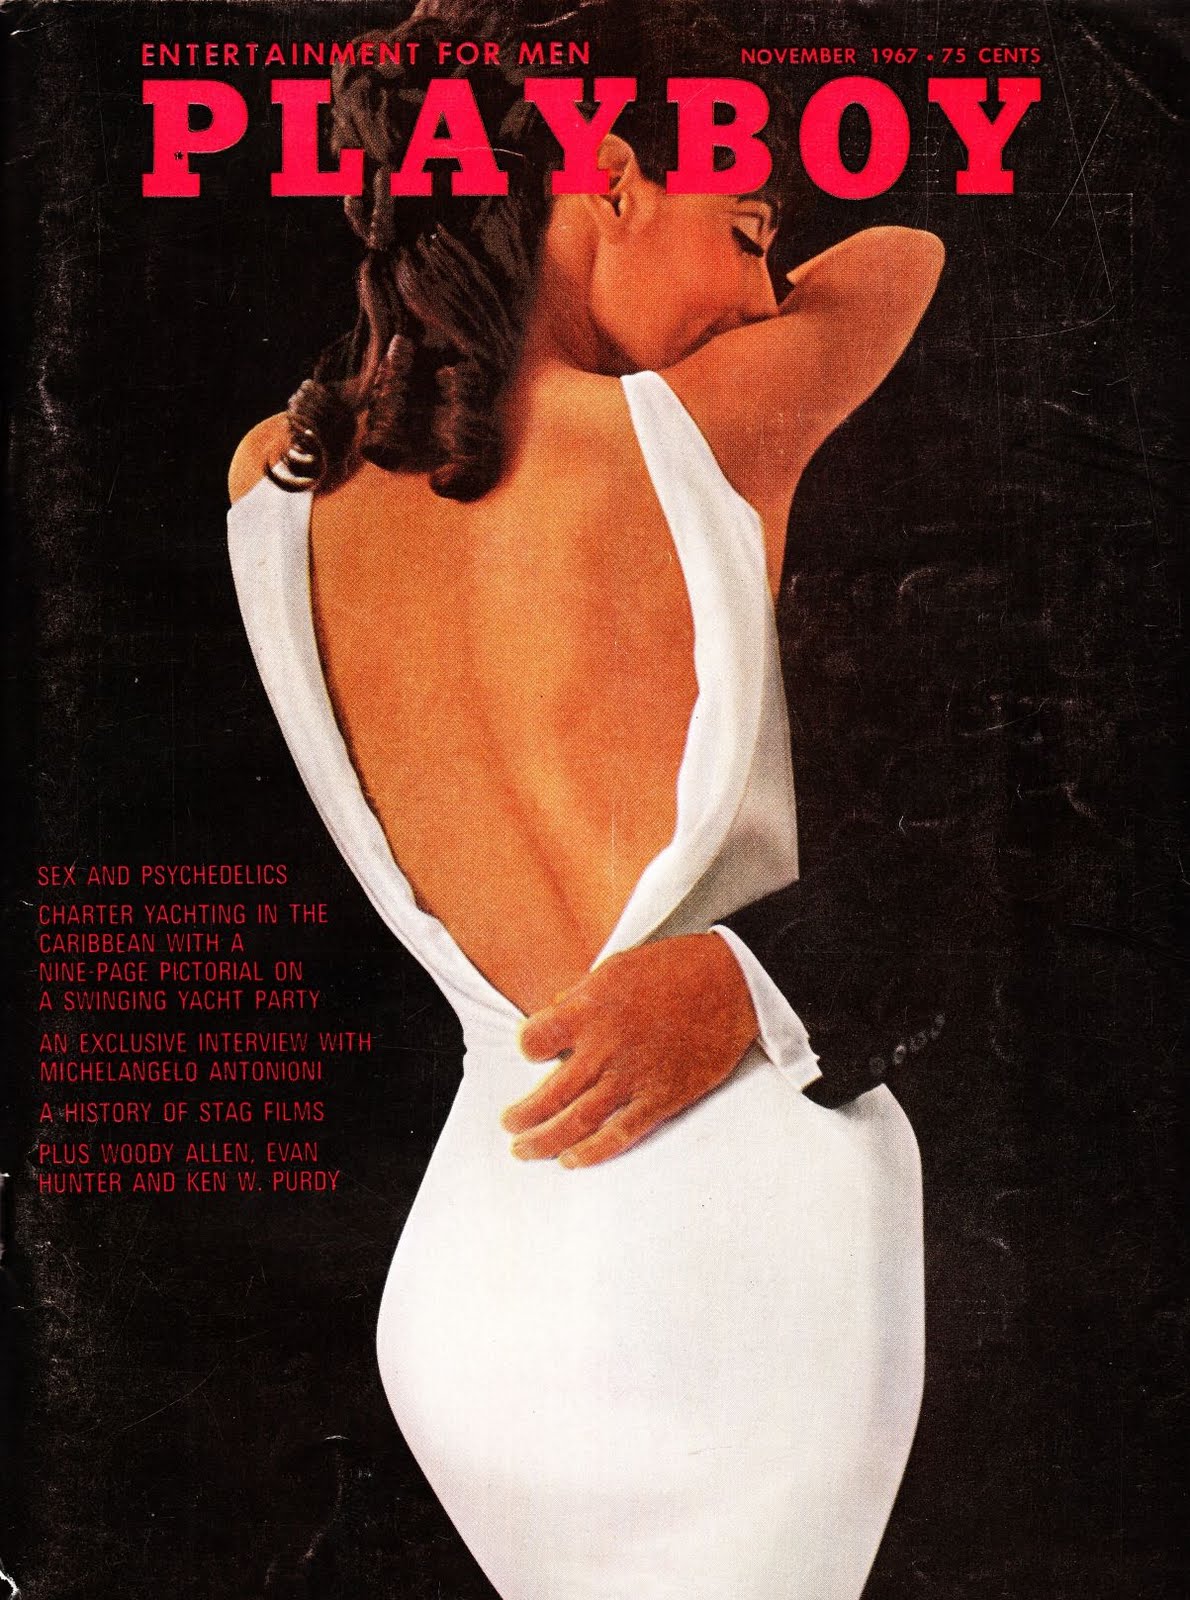 ENTERTAINMENT FOR MEN
NOVEMBER 1967 • 75 CENTS
PLAYBOY
SEX AND PSYCHEDELICS
CHARTER YACHTING IN THE
CARIBBEAN WITH A
NINE-PAGE PICTORIAL ON
A SWINGING YACHT PARTY
AN EXCLUSIVE INTERVIEW WITH
MICHELANGELO ANTONIONI
A HISTORY OF STAG FILMS
PLUS WOODY ALLEN, EVAN
HUNTER AND KEN W. PURDY